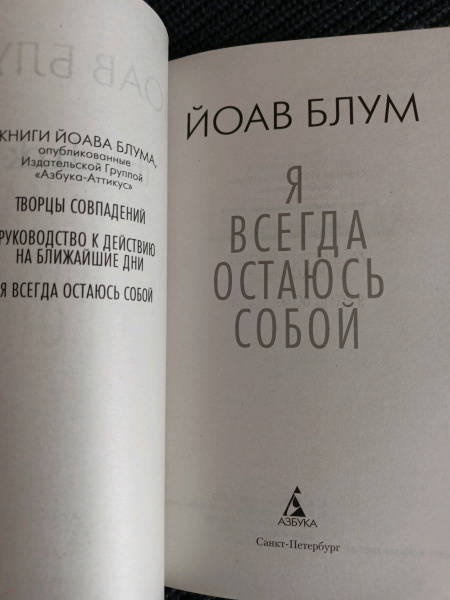 КНИГИ ЙОАВА БЛУМА,
опубликованные
Издательской Группой
«Азбука-Аттикус»
ТВОРЦЫ СОВПАДЕНИЙ
РУКОВОДСТВО К ДЕЙСТВИЮ
НА БЛИЖАЙШИЕ ДНИ
Я ВСЕГДА ОСТАЮСЬ СОБОЙ
ЙОАВ БЛУМ
Я
ВСЕГДА
ОСТАЮСЬ
СОБОЙ
АЗБУКА
Санкт-Петербург